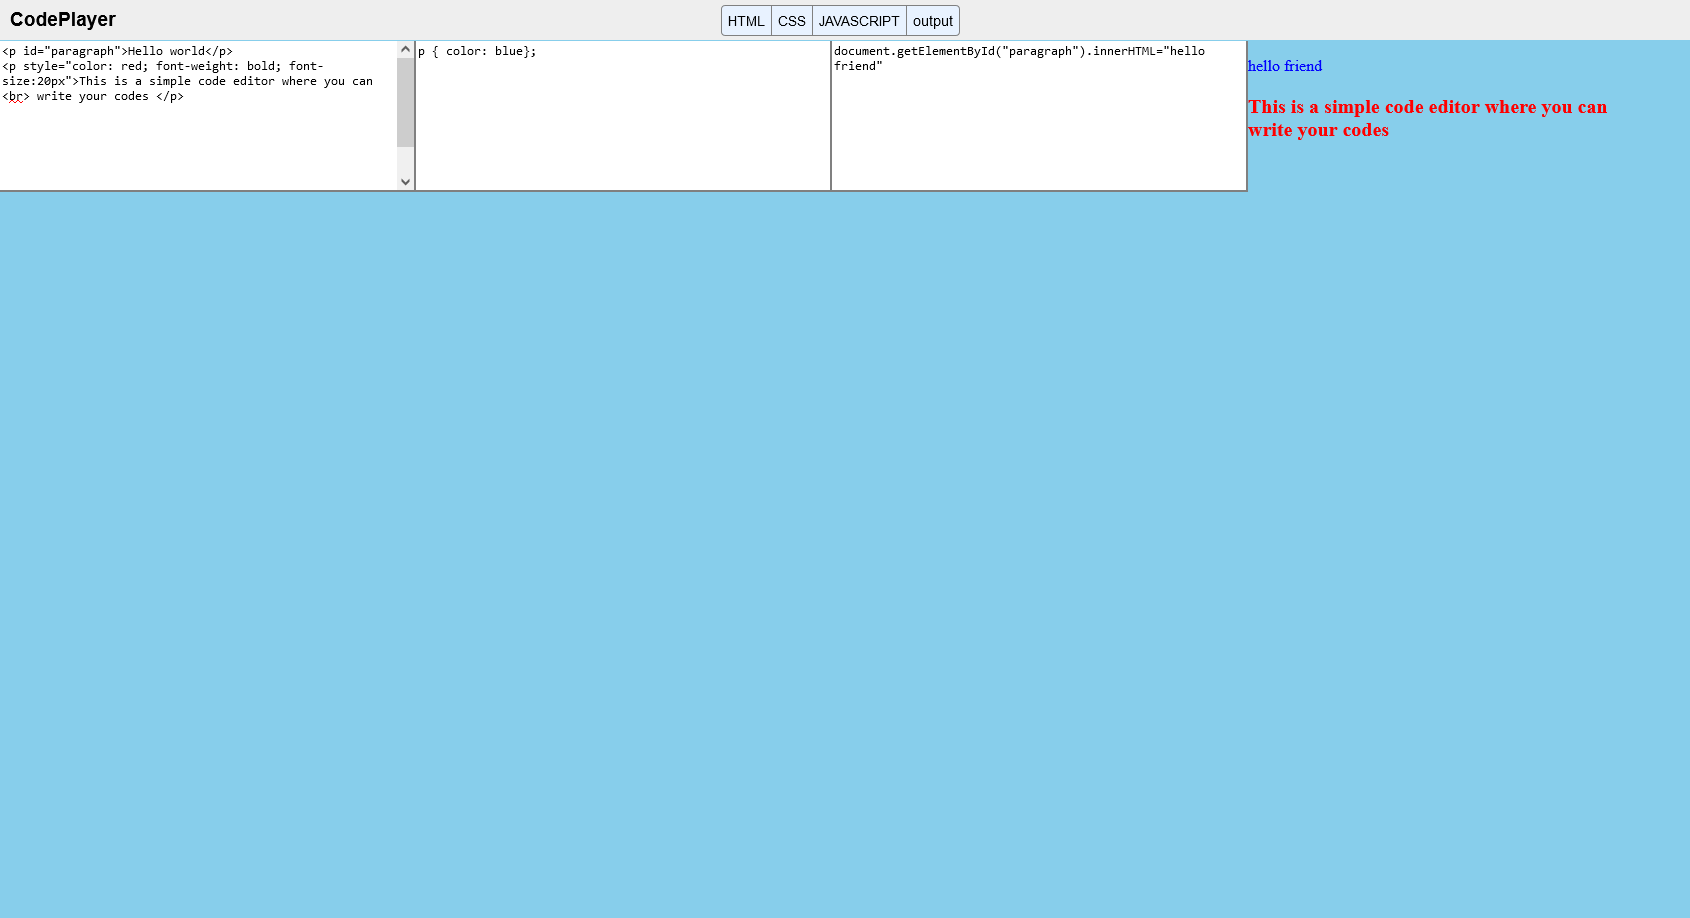 CodePlayer
HTML CSS JAVASCRIPT output
<p id="paragraph">Hello world</p>
<p style="color: red; font-weight: bold; font-
size:20px">This is a simple code editor where you can
<br> write your codes </p>
p { color: blue};
document.getElementById("paragraph").innerHTML="hello
friend"
hello friend
This is a simple code editor where you can
write your codes